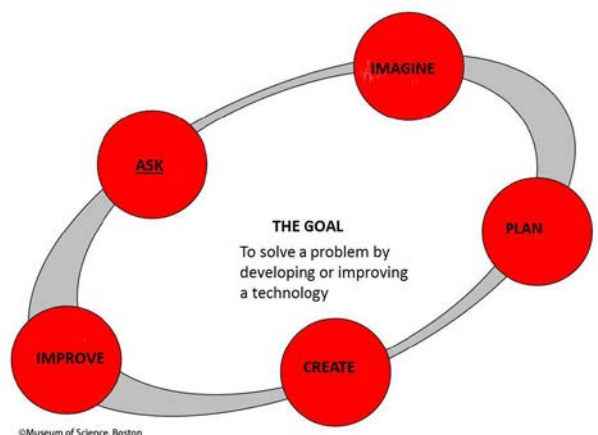 IMAGINE
ASK
PLAN
THE GOAL
To solve a problem by
developing or improving
a technology
IMPROVE
CREATE
©Museum of Science, Boston